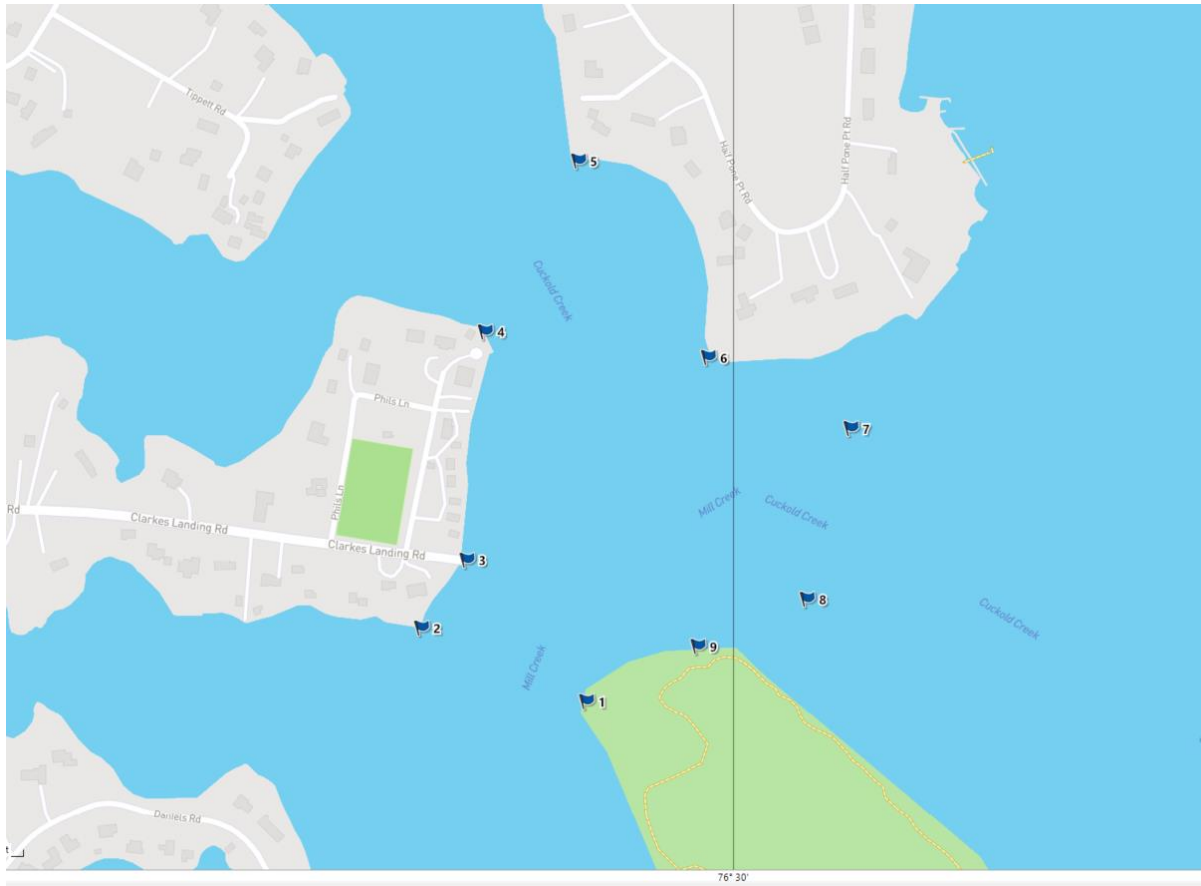 Tippett Rd
Half Pone Pt Rd
Half Pone Pt Rd
5
Cuckold Creek
4
6
Phils Ln
7
Mill Creek
Cuckold Creek
Phils Ln
Rd
Clarkes Landing Rd
Clarkes Landing Rd
3
8
Cuckold Creek
2
9
Mill Creek
1
Daniels Rd
t
76° 30'